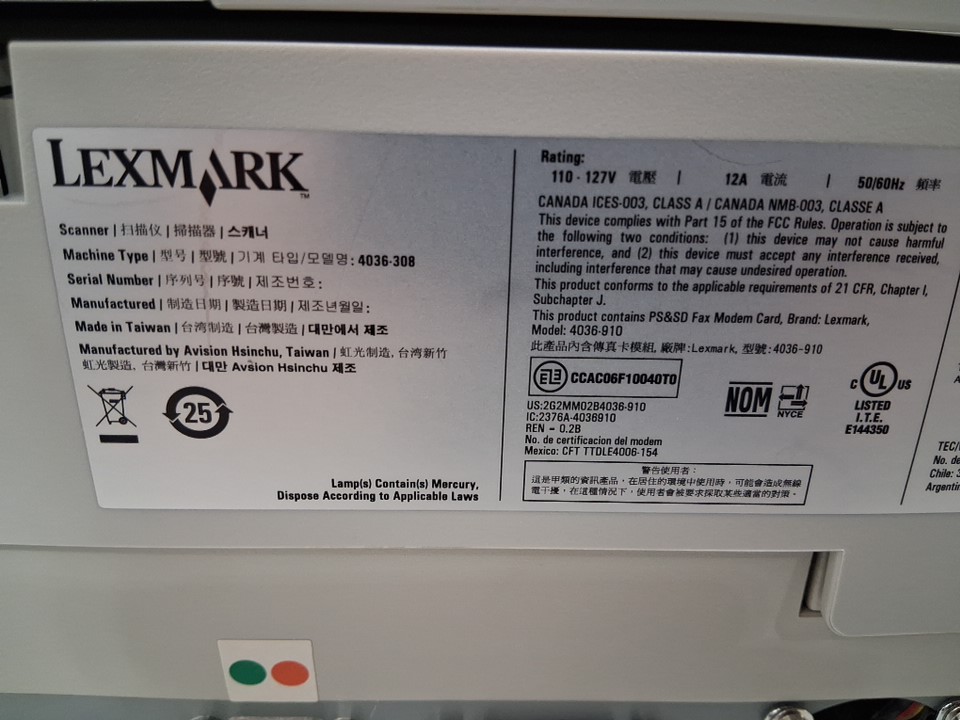 LEXMARK™
Scanner | 扫描仪 | 掃描器 | 스캐너
Machine Type | 型号 | 型號 | 기계 타입/모델명: 4036-308
Serial Number | 序列号 | 序號 | 제조번호:
Manufactured | 制造日期 | 製造日期 | 제조년월일:
Made in Taiwan | 台湾制造 | 台灣製造 | 대만에서 제조
Manufactured by Avision Hsinchu, Taiwan | 虹光制造, 台湾新竹
虹光製造, 台灣新竹 | 대만 Avsion Hsinchu 제조
25
Lamp(s) Contain(s) Mercury,
Dispose According to Applicable Laws
Rating:
110 - 127V 電壓 | 12A 電流 | 50/60Hz 頻率
CANADA ICES-003, CLASS A / CANADA NMB-003, CLASSE A
This device complies with Part 15 of the FCC Rules. Operation is subject to
the following two conditions: (1) this device may not cause harmful
interference, and (2) this device must accept any interference received,
including interference that may cause undesired operation.
This product conforms to the applicable requirements of 21 CFR, Chapter I,
Subchapter J.
This product contains PS&SD Fax Modem Card, Brand: Lexmark,
Model: 4036-910
此產品內含傳真卡模組, 廠牌:Lexmark, 型號:4036-910
CCAC06F10040T0
US:2G2MM02B4036-910
IC:2376A-4036910
REN - 0.2B
No. de certificacion del modem
Mexico: CFT TTDLE4006-154
NOM
NYCE
C UL US
LISTED
I.T.E.
E144350
警告使用者:
這是甲類的資訊產品, 在居住的環境中使用時, 可能會造成無線
電干擾, 在這種情況下, 使用者會被要求採取某些適當的對策。
TEC/
No. de
Chile:
Argentin